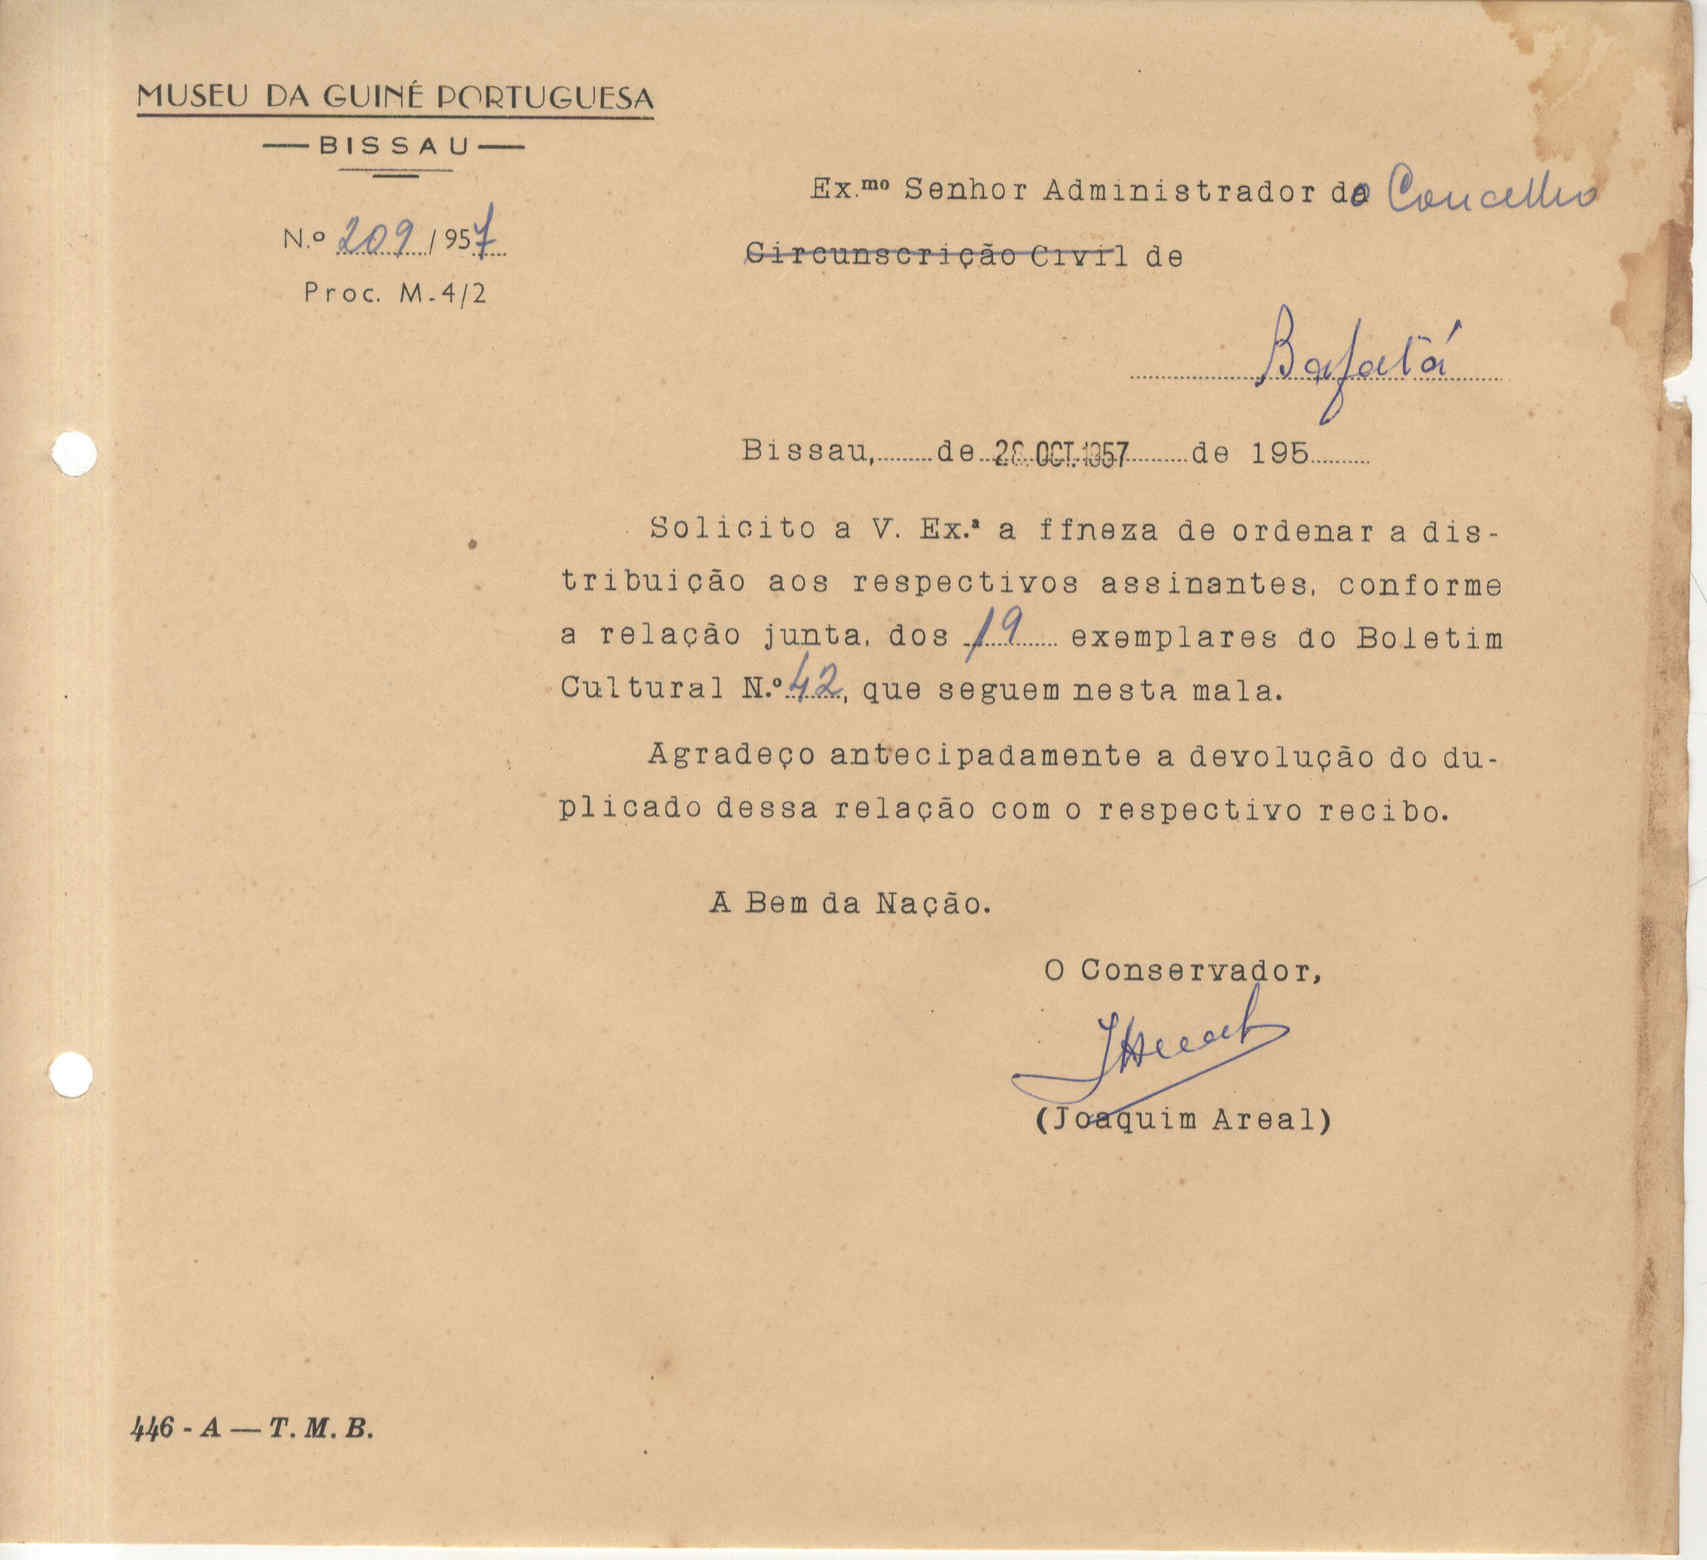 MUSEU DA GUINÉ PORTUGUESA
— BISSAU —
N.º 209/957
Proc. M-4/2
Ex.mo Senhor Administrador do Concelho
Circunscrição Civil de
Bafatá
Bissau, de OCT. 1957 de 195
Solicito a V. Ex.ª a ffneza de ordenar a dis-
tribuição aos respectivos assinantes, conforme
a relação junta, dos 19 exemplares do Boletim
Cultural N.º 42, que seguem nesta mala.
Agradeço antecipadamente a devolução do du-
plicado dessa relação com o respectivo recibo.
A Bem da Nação.
O Conservador,
(Joaquim Areal)
446 - A — T. M. B.